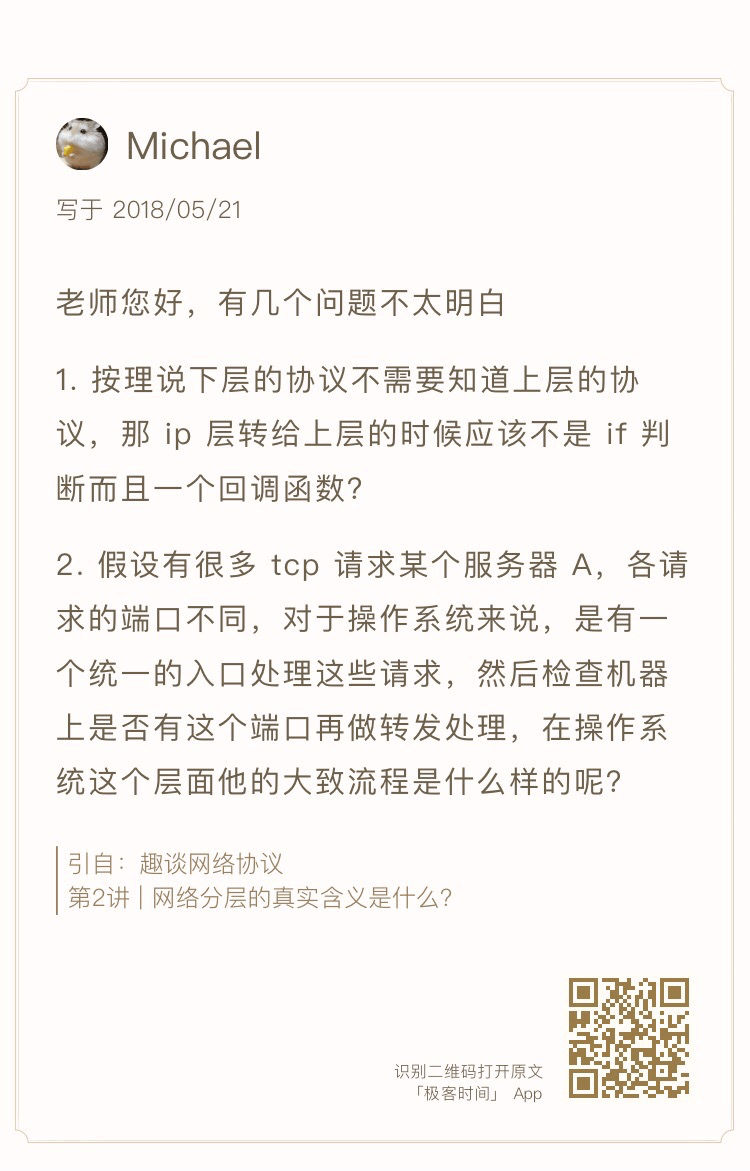 Michael
写于 2018/05/21
老师您好，有几个问题不太明白
1. 按理说下层的协议不需要知道上层的协
议，那 ip 层转给上层的时候应该不是 if 判
断而且一个回调函数？
2. 假设有很多 tcp 请求某个服务器 A，各请
求的端口不同，对于操作系统来说，是有一
个统一的入口处理这些请求，然后检查机器
上是否有这个端口再做转发处理，在操作系
统这个层面他的大致流程是什么样的呢？
引自：趣谈网络协议
第2讲 | 网络分层的真实含义是什么？
识别二维码打开原文
「极客时间」 App